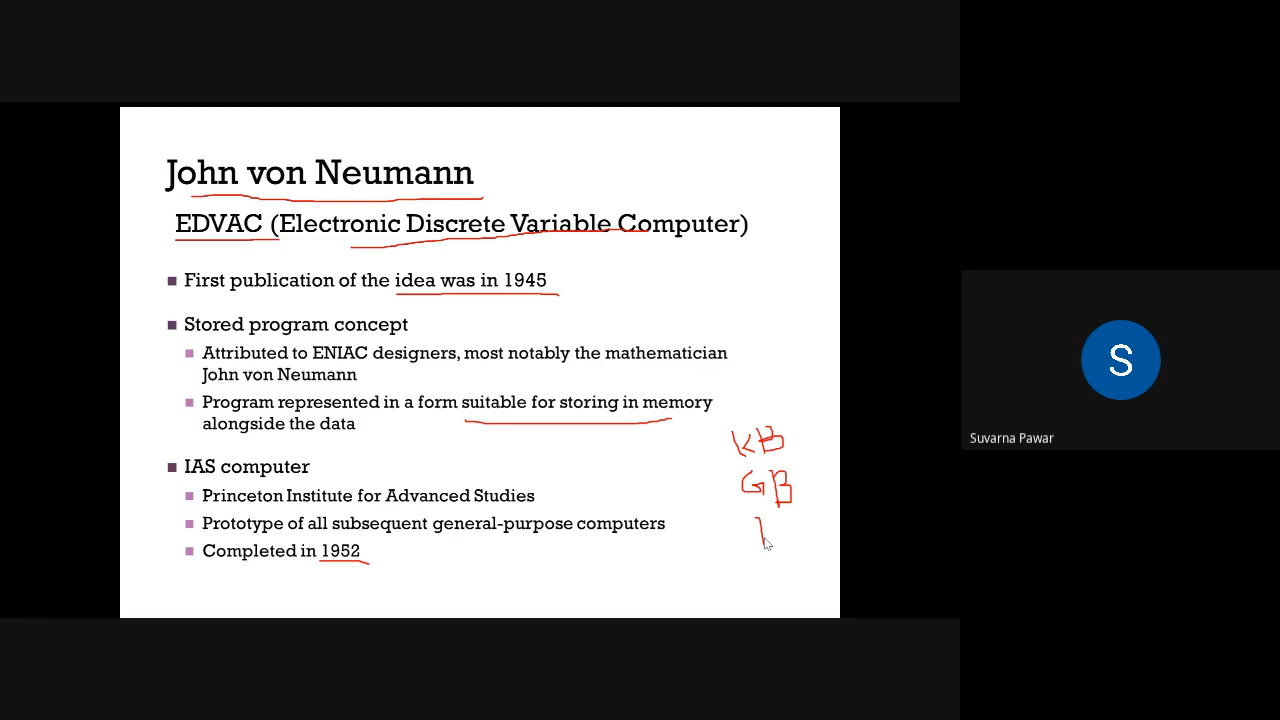 John von Neumann
EDVAC (Electronic Discrete Variable Computer)
First publication of the idea was in 1945
Stored program concept
Attributed to ENIAC designers, most notably the mathematician
John von Neumann
Program represented in a form suitable for storing in memory
alongside the data
KB
IAS computer
GB
Princeton Institute for Advanced Studies
Prototype of all subsequent general-purpose computers
Completed in 1952
S
Suvarna Pawar